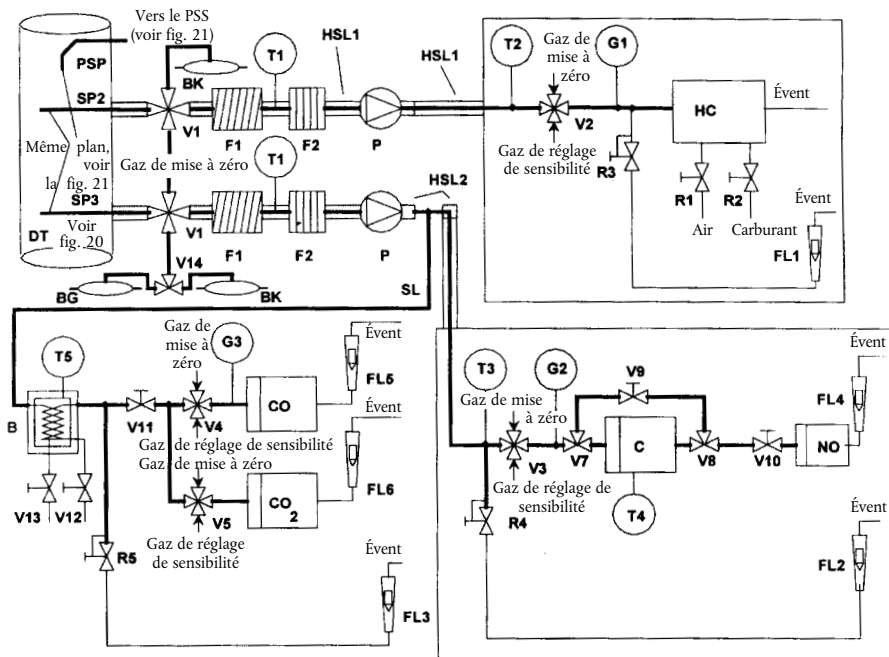 Vers le PSS
(voir fig. 21)
PSP
SP2
Même plan,
voir
la fig. 21
SP3
Voir
fig. 20
DT
BK
V1
Gaz de mise à zéro
V1
V14
BG
BK
T1
F1
F2
P
HSL1
HSL1
T1
F1
F2
P
HSL2
SL
T2
Gaz de
mise à
zéro
G1
V2
Gaz de réglage
de sensibilité
HC
Évent
R3
R1
R2
Air
Carburant
Évent
FL1
T5
B
V13
V12
V11
R5
Gaz de
mise à
zéro
G3
V4
CO
Évent
FL5
Gaz de réglage de sensibilité
Gaz de mise à zéro
V5
CO
2
Évent
FL6
Gaz de réglage
de sensibilité
Évent
FL3
T3
Gaz de mise
à zéro
G2
V3
V7
V9
C
V8
V10
NO
Évent
FL4
Gaz de réglage de
sensibilité
R4
T4
Évent
FL2